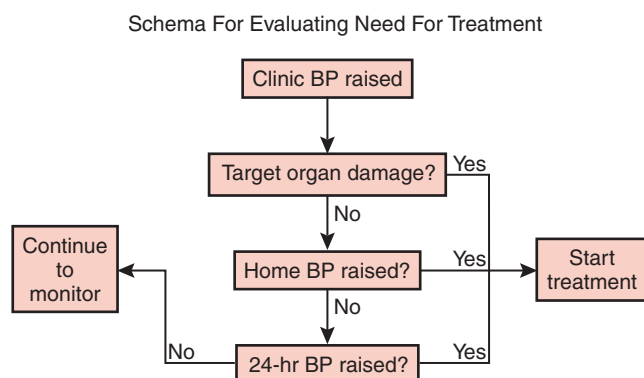 Schema For Evaluating Need For Treatment
Clinic BP raised
Target organ damage?
Yes
No
Continue
to
monitor
Home BP raised?
Yes
Start
treatment
No
No
24-hr BP raised?
Yes